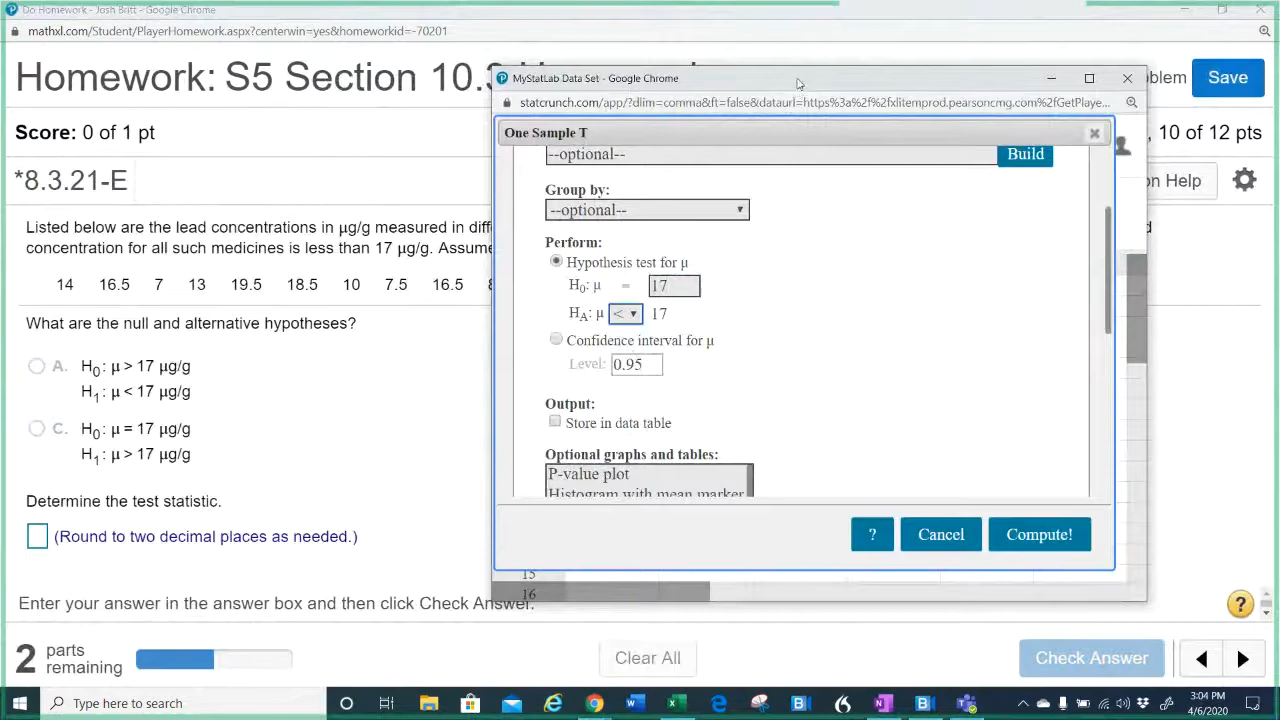 Do Homework - Josh Britt - Google Chrome
mathxl.com/Student/PlayerHomework.aspx?centerwin=yes&homeworkid=-70201
Homework: S5 Section 10.3
Save
Score: 0 of 1 pt
10 of 12 pts
*8.3.21-E
on Help
Listed below are the lead concentrations in µg/g measured in
concentration for all such medicines is less than 17 µg/g. Assume
14 16.5 7 13 19.5 18.5 10 7.5 16.5
What are the null and alternative hypotheses?
A. H0: µ > 17 µg/g
H1: µ < 17 µg/g
C. H0: µ = 17 µg/g
H1: µ > 17 µg/g
Determine the test statistic.
(Round to two decimal places as needed.)
Enter your answer in the answer box and then click Check Answer.
2 parts remaining
Clear All
Check Answer
MyStatLab Data Set - Google Chrome
statcrunch.com/app/?dlim=comma&ft=false&dataurl=https%3a%2f%2fxlitemprod.pearsoncmg.com%2fGetPlaye...
One Sample T
--optional--
Build
Group by:
--optional--
Perform:
Hypothesis test for µ
H0: µ = 17
HA: µ < 17
Confidence interval for µ
Level: 0.95
Output:
Store in data table
Optional graphs and tables:
P-value plot
Histogram with mean marker
? Cancel Compute!
15
16
?
Type here to search
3:04 PM
4/6/2020